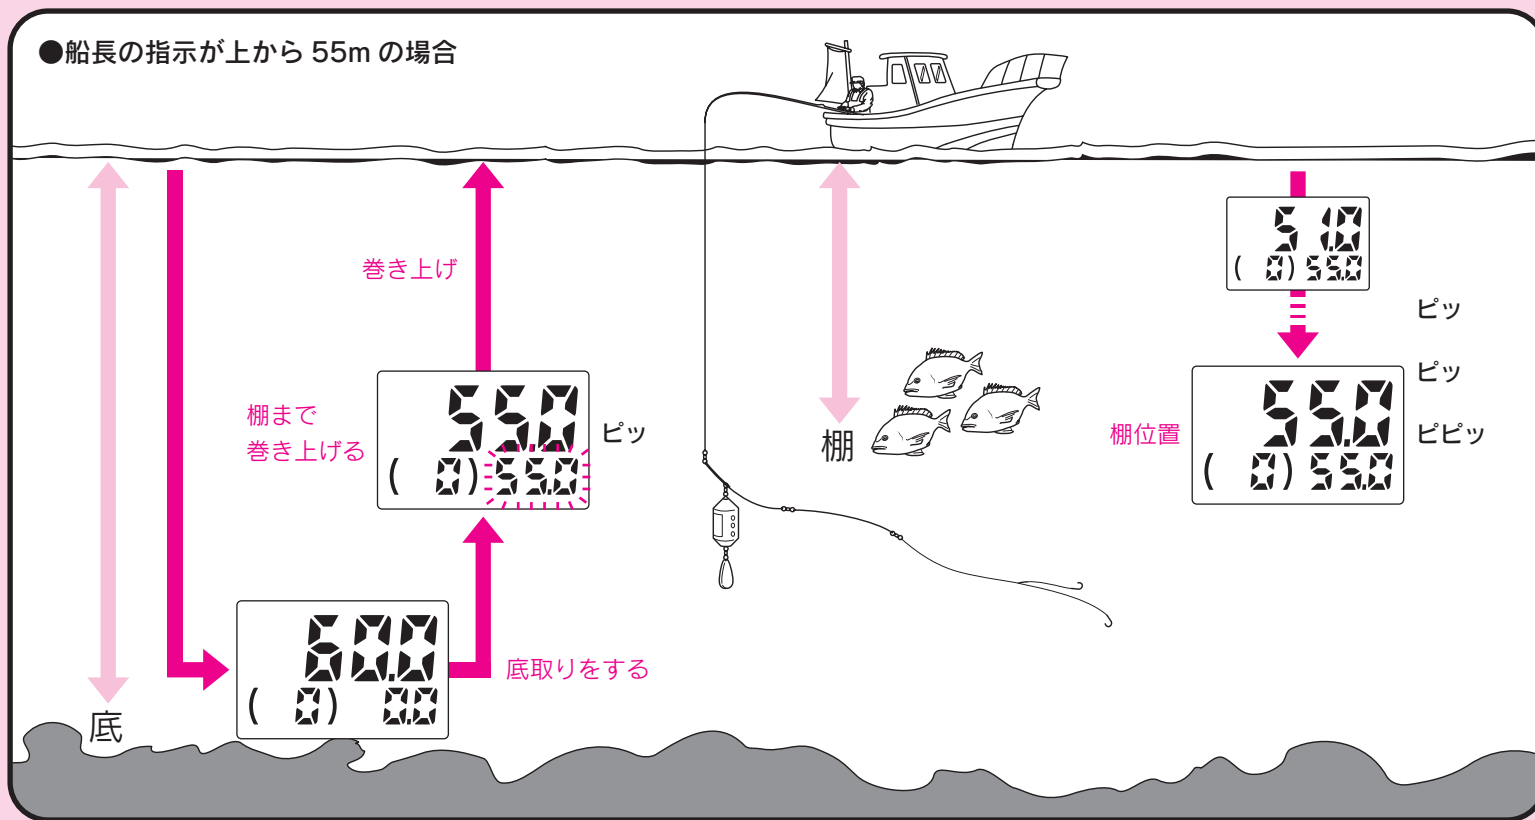 ●船長の指示が上から 55m の場合
巻き上げ
棚まで
巻き上げる
55.0
( 0) 55.0
ピッ
60.0
( 0) 0.0
底取りをする
底
棚
51.0
( 0) 55.0
ピッ
ピッ
棚位置
55.0
( 0) 55.0
ピピッ